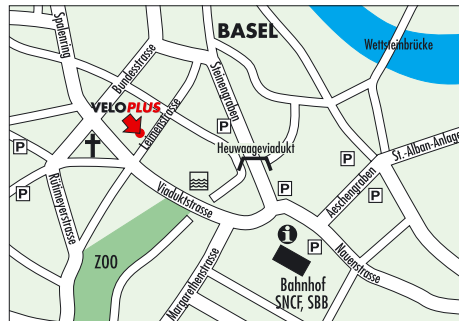 BASEL
Spalenring
Bundesstrasse
Steinengraben
Wettsteinbrücke
VELOPLUS
Leimenstrasse
P
Heuwaageviadukt
P
P
St.-Alban-Anlage
P
Rütimeyerstrasse
Viaduktstrasse
P
Aeschengraben
P
P
ZOO
i
P
Nauenstrasse
Margarethenstrasse
Bahnhof
SNCF, SBB